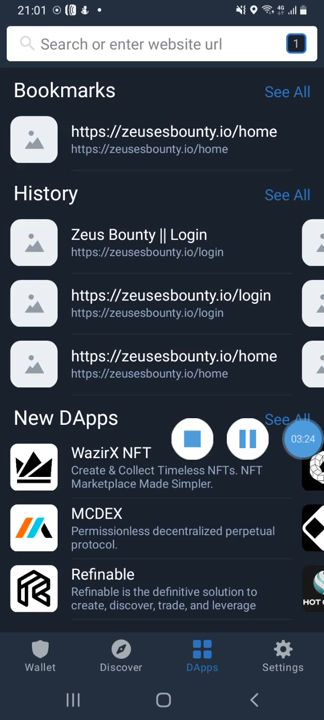 21:01
4G
Search or enter website url
1
Bookmarks
See All
https://zeusesbounty.io/home
https://zeusesbounty.io/home
History
See All
Zeus Bounty || Login
https://zeusesbounty.io/login
https://zeusesbounty.io/login
https://zeusesbounty.io/login
https://zeusesbounty.io/home
https://zeusesbounty.io/home
New DApps
See All
03:24
WazirX NFT
Create & Collect Timeless NFTs. NFT
Marketplace Made Simpler.
MCDEX
Permissionless decentralized perpetual
protocol.
Refinable
Refinable is the definitive solution to
create, discover, trade, and leverage
HOT
Wallet
Discover
DApps
Settings